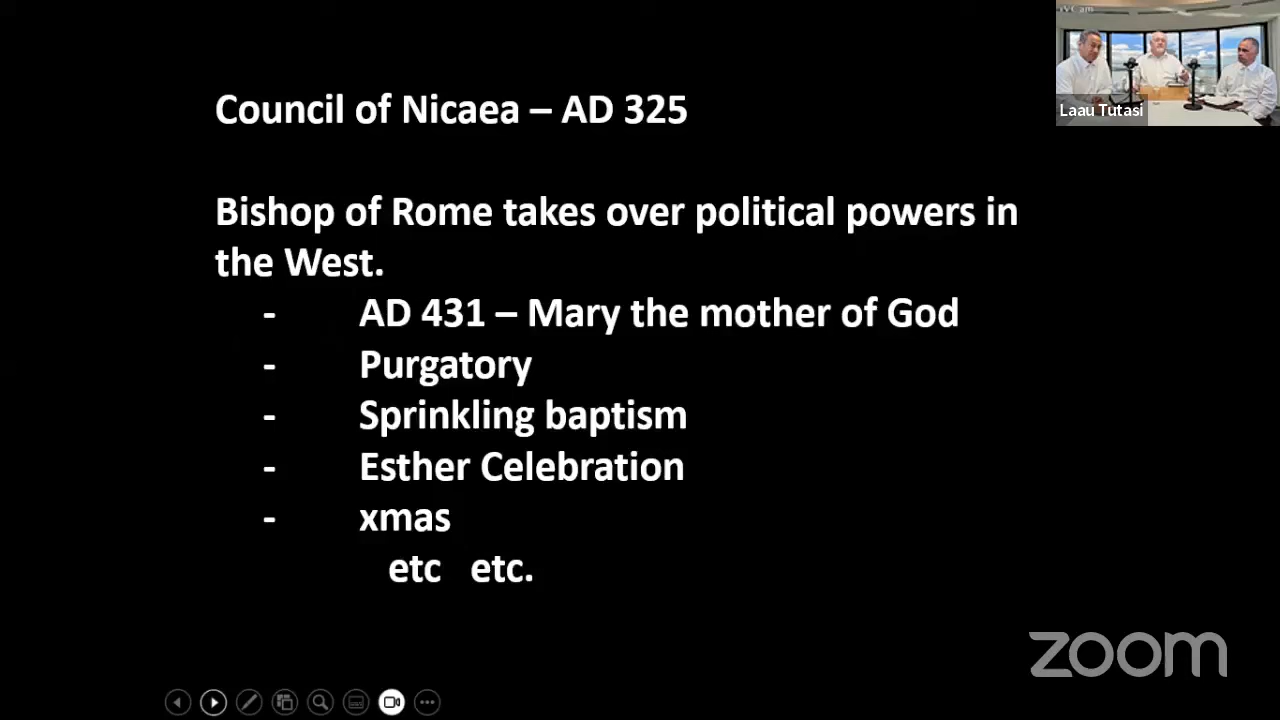 Council of Nicaea – AD 325
Laau Tutasi
Bishop of Rome takes over political powers in
the West.
- AD 431 – Mary the mother of God
- Purgatory
- Sprinkling baptism
- Esther Celebration
- xmas
etc etc.
zoom